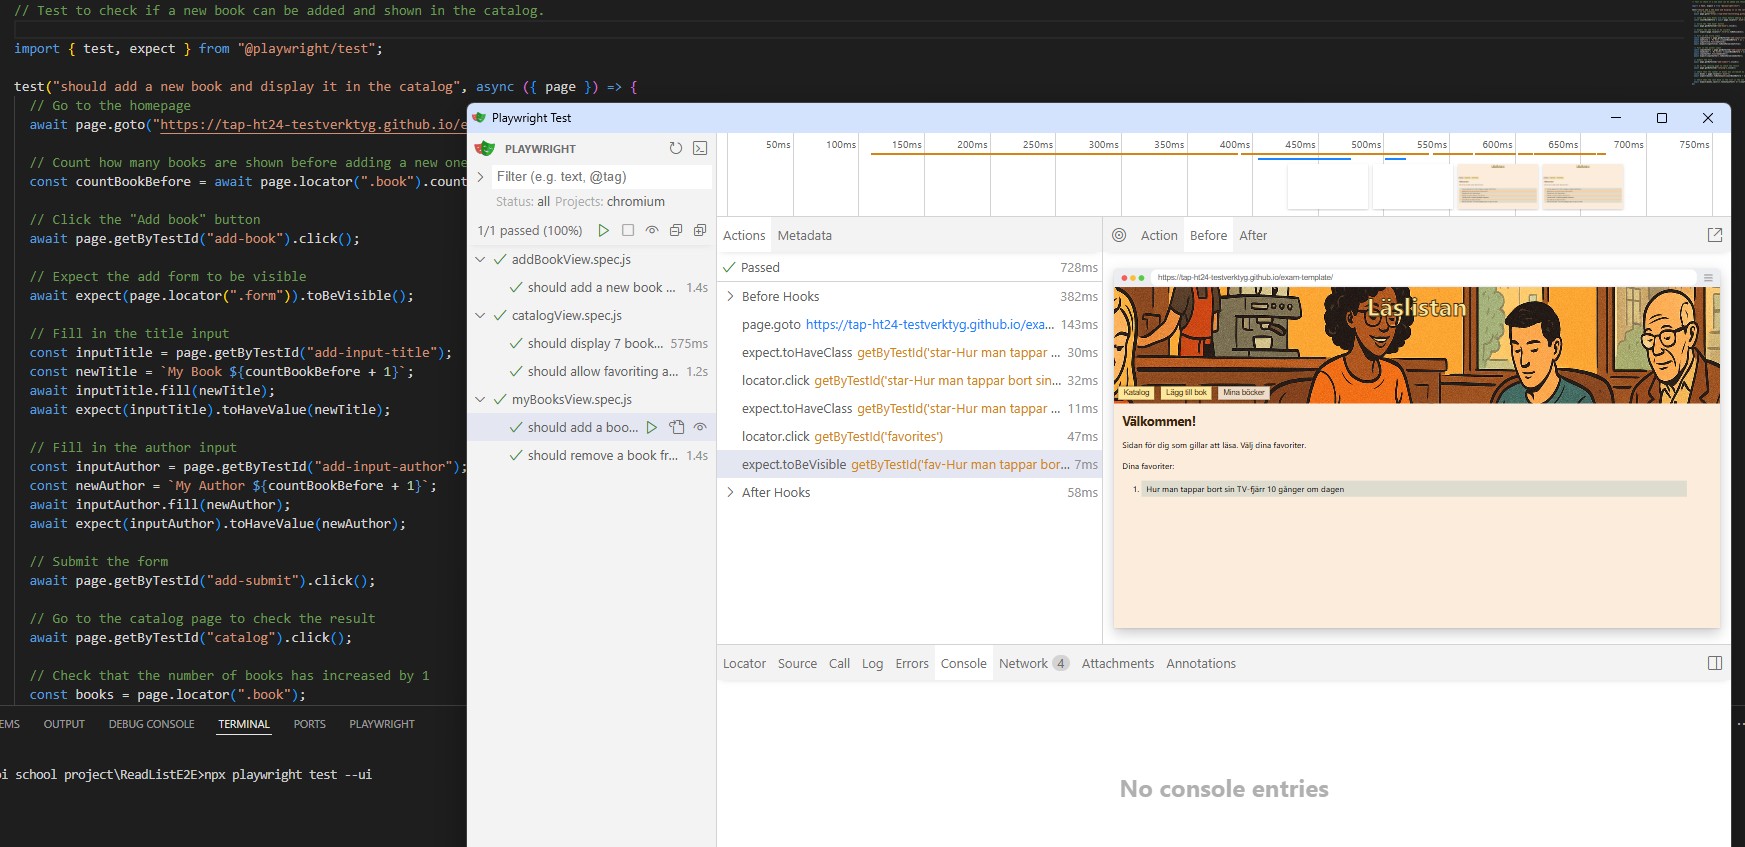 // Test to check if a new book can be added and shown in the catalog.
import { test, expect } from "@playwright/test";
test("should add a new book and display it in the catalog", async ({ page }) => {
// Go to the homepage
await page.goto("https://tap-ht24-testverktyg.github.io/e
// Count how many books are shown before adding a new one
const countBookBefore = await page.locator(".book").count
// Click the "Add book" button
await page.getByTestId("add-book").click();
// Expect the add form to be visible
await expect(page.locator(".form")).toBeVisible();
// Fill in the title input
const inputTitle = page.getByTestId("add-input-title");
const newTitle = `My Book ${countBookBefore + 1}`;
await inputTitle.fill(newTitle);
await expect(inputTitle).toHaveValue(newTitle);
// Fill in the author input
const inputAuthor = page.getByTestId("add-input-author");
const newAuthor = `My Author ${countBookBefore + 1}`;
await inputAuthor.fill(newAuthor);
await expect(inputAuthor).toHaveValue(newAuthor);
// Submit the form
await page.getByTestId("add-submit").click();
// Go to the catalog page to check the result
await page.getByTestId("catalog").click();
// Check that the number of books has increased by 1
const books = page.locator(".book");
EMS OUTPUT DEBUG CONSOLE TERMINAL PORTS PLAYWRIGHT
oi school project\ReadListE2E>npx playwright test --ui
Playwright Test
PLAYWRIGHT
Filter (e.g. text, @tag)
Status: all Projects: chromium
1/1 passed (100%)
addBookView.spec.js
should add a new book ... 1.4s
catalogView.spec.js
should display 7 book... 575ms
should allow favoriting a... 1.2s
myBooksView.spec.js
should add a boo...
should remove a book fr... 1.4s
50ms 100ms 150ms 200ms 250ms 300ms 350ms 400ms 450ms 500ms 550ms 600ms 650ms 700ms 750ms
Actions Metadata
Passed 728ms
Before Hooks 382ms
page.goto https://tap-ht24-testverktyg.github.io/exa... 143ms
expect.toHaveClass getByTestId('star-Hur man tappar ... 30ms
locator.click getByTestId('star-Hur man tappar bort sin... 32ms
expect.toHaveClass getByTestId('star-Hur man tappar ... 11ms
locator.click getByTestId('favorites') 47ms
expect.toBeVisible getByTestId('fav-Hur man tappar bor... 7ms
After Hooks 58ms
Action Before After
https://tap-ht24-testverktyg.github.io/exam-template/
Läslistan
Katalog Lägg till bok Mina böcker
Välkommen!
Sidan för dig som gillar att läsa. Välj dina favoriter.
Dina favoriter:
1. Hur man tappar bort sin TV-fjärr 10 gånger om dagen
Locator Source Call Log Errors Console Network 4 Attachments Annotations
No console entries